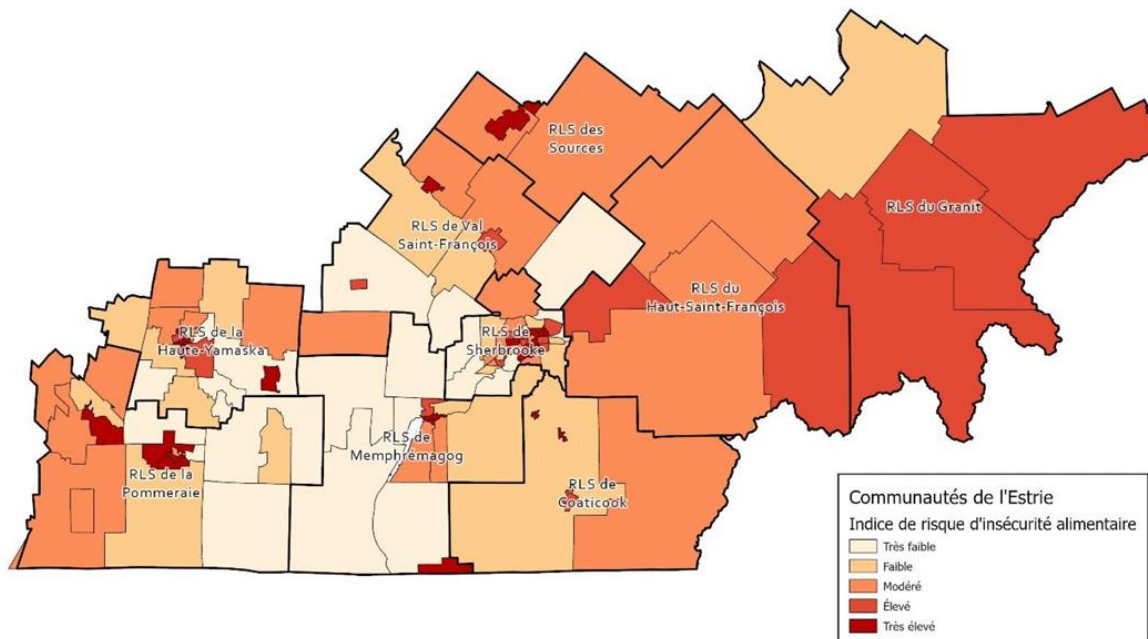 RLS des
Sources
RLS du Granit
RLS de Val
Saint-François
RLS du
Haut-Saint-François
RLS de la
Haute-Yamaska
RLS de
Sherbrooke
RLS de
Memphrémagog
RLS de la
Pommeraie
RLS de
Coaticook
Communautés de l'Estrie
Indice de risque d'insécurité alimentaire
Très faible
Faible
Modéré
Élevé
Très élevé